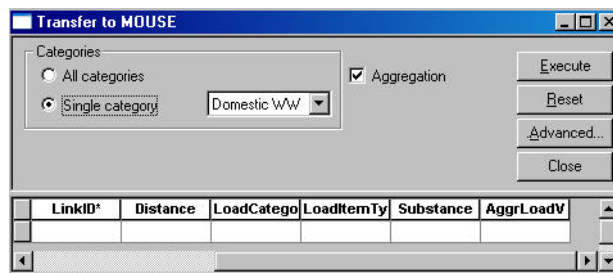 Transfer to MOUSE
Categories
All categories
Single category
Domestic WW
Aggregation
Execute
Reset
Advanced...
Close
LinkID* Distance LoadCatego LoadItemTy Substance AggrLoadV